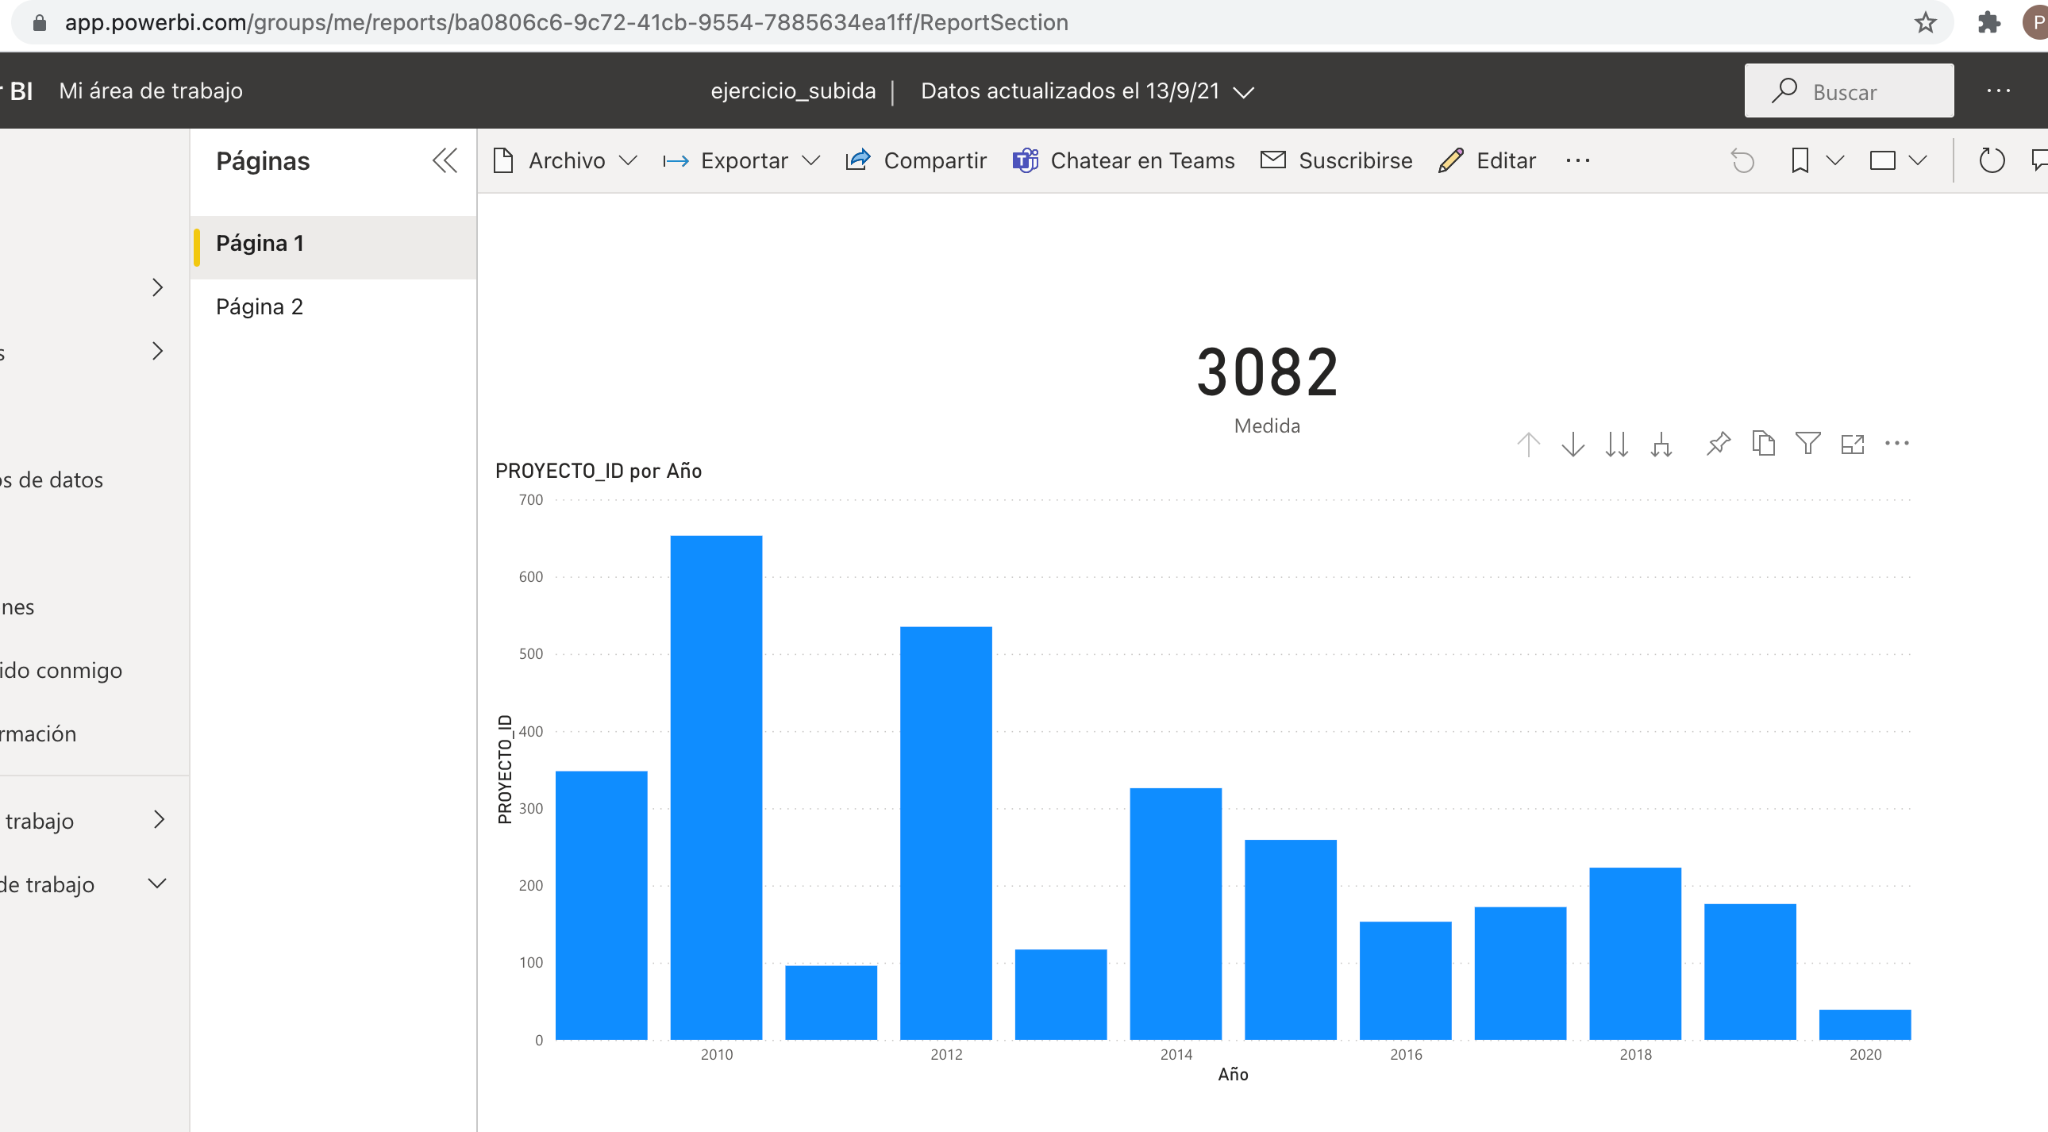 app.powerbi.com/groups/me/reports/ba0806c6-9c72-41cb-9554-7885634ea1ff/ReportSection
P
r BI Mi área de trabajo
ejercicio_subida | Datos actualizados el 13/9/21
Buscar
Páginas
Archivo Exportar Compartir Chatear en Teams Suscribirse Editar
Página 1
Página 2
s
os de datos
nes
ido conmigo
rmación
trabajo
de trabajo
3082
Medida
PROYECTO_ID por Año
700
600
500
400
300
200
100
0
PROYECTO_ID
2010 2012 2014 2016 2018 2020
Año